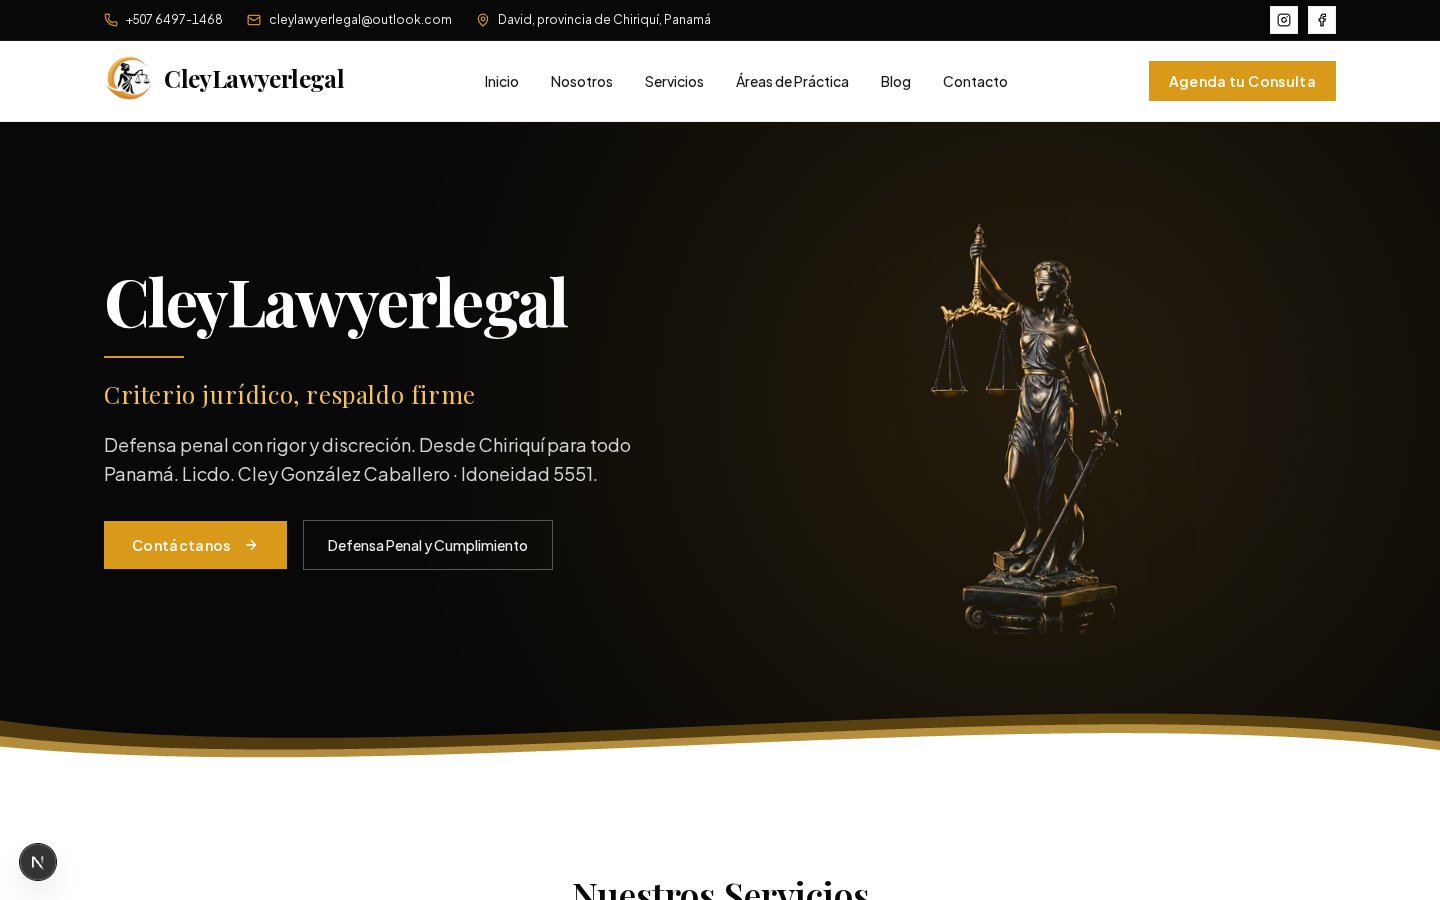 +507 6497-1468
cleylawyerlegal@outlook.com
David, provincia de Chiriquí, Panamá
CleyLawyerlegal
Inicio
Nosotros
Servicios
Áreas de Práctica
Blog
Contacto
Agenda tu Consulta
CleyLawyerlegal
Criterio jurídico, respaldo firme
Defensa penal con rigor y discreción. Desde Chiriquí para todo
Panamá. Licdo. Cley González Caballero · Idoneidad 5551.
Contáctanos
Defensa Penal y Cumplimiento
N
Nuestros Servicios